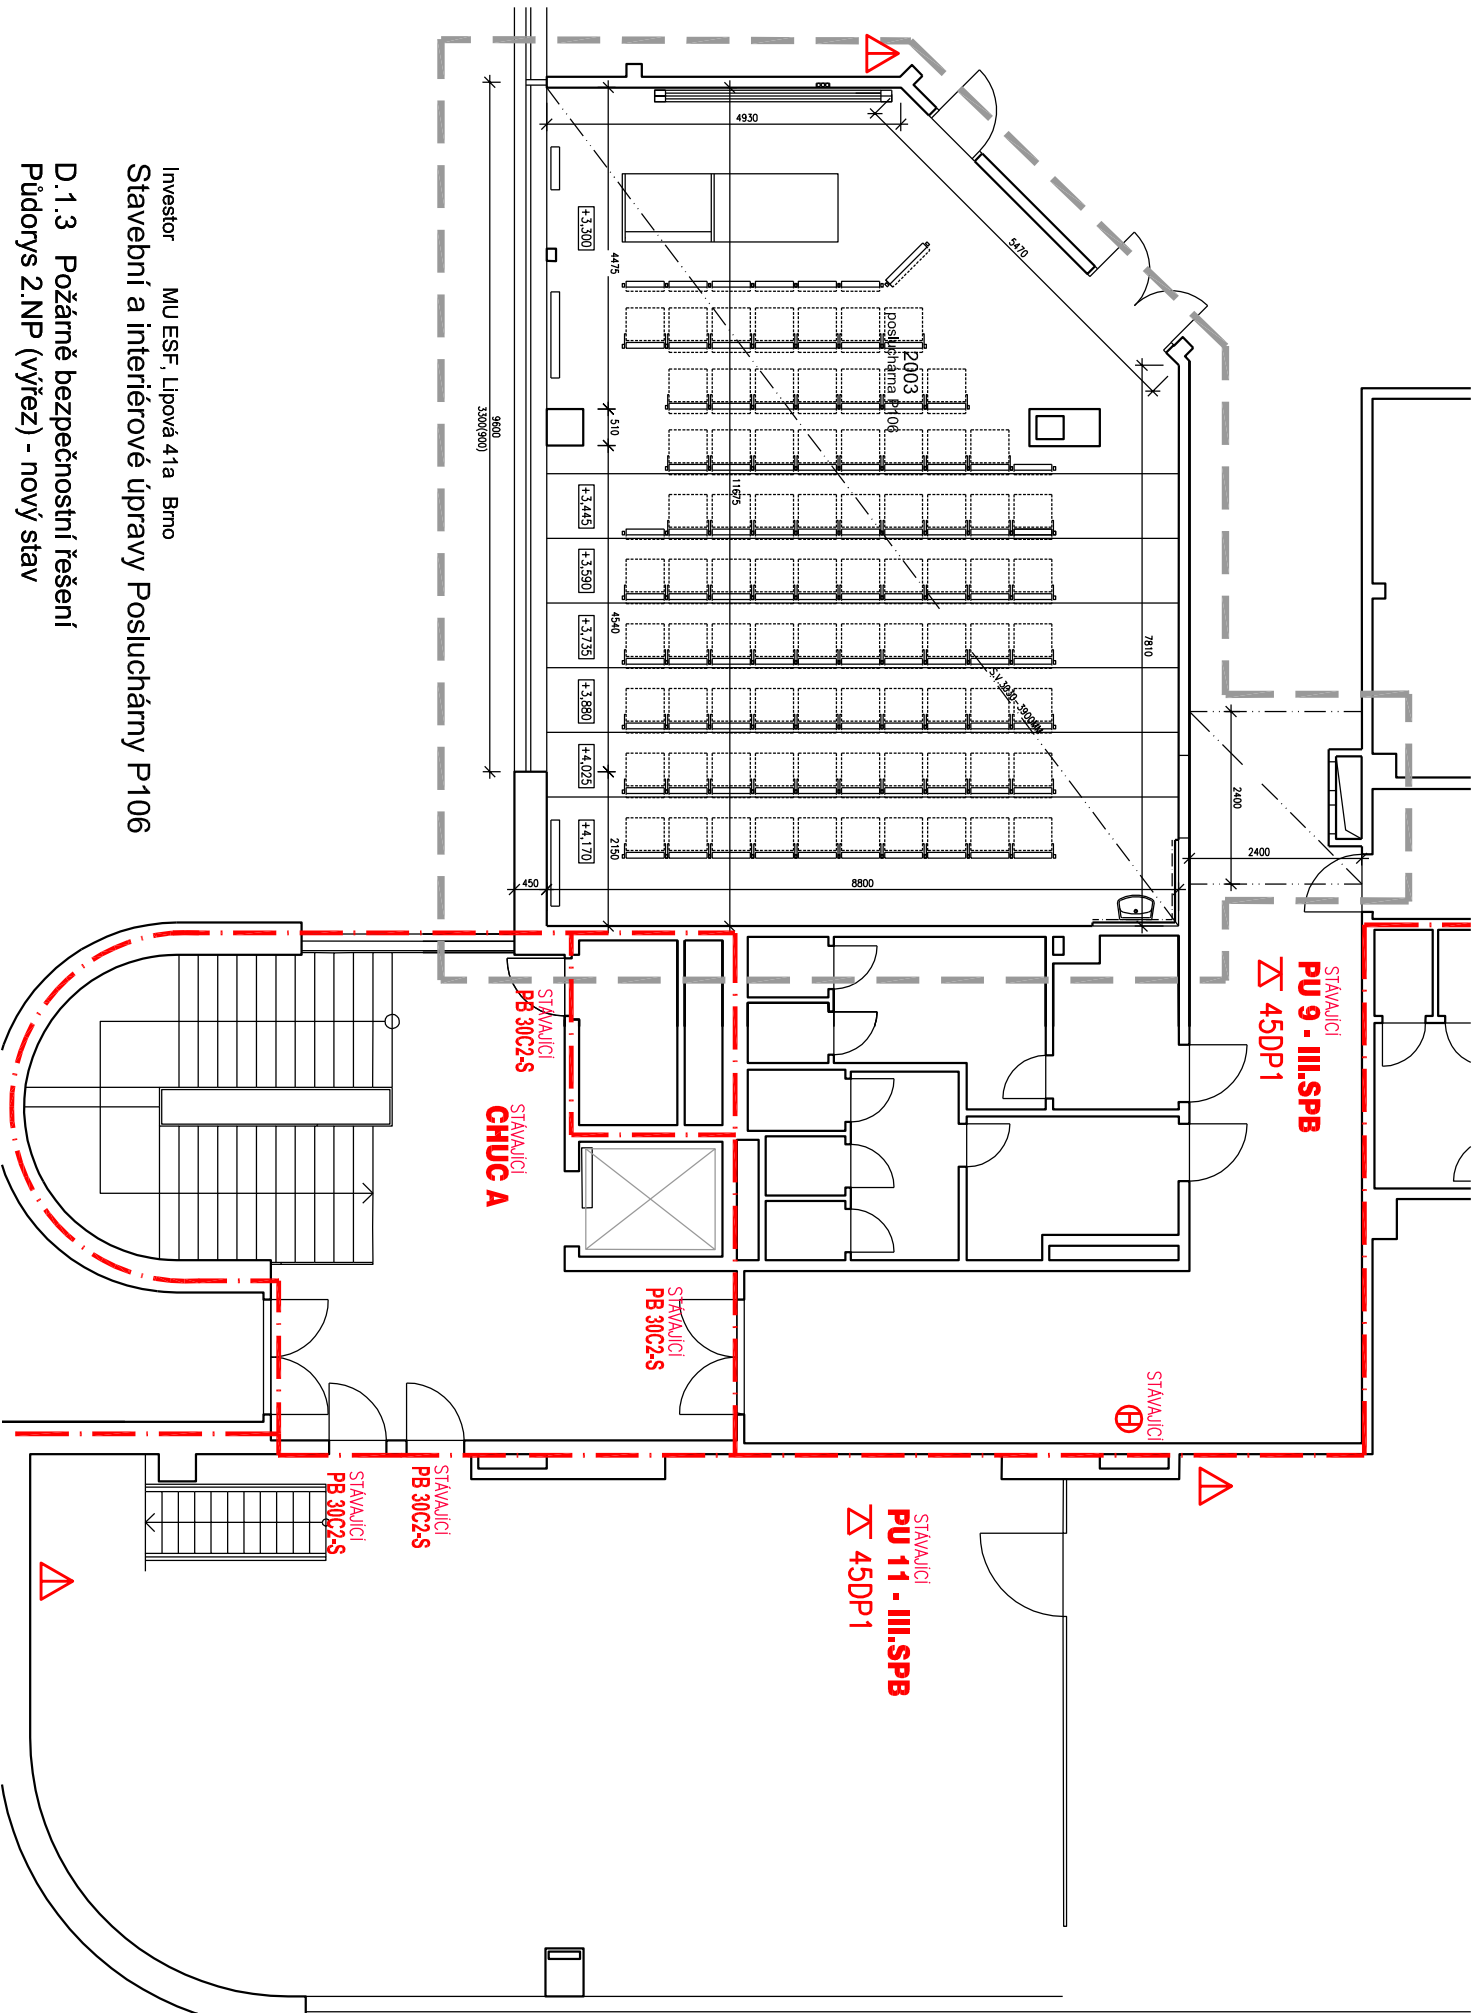 Investor MU ESF, Lipová 41a Brno
Stavební a interiérové úpravy Posluchárny P106
D.1.3 Požárně bezpečnostní řešení
Půdorys 2.NP (výřez) - nový stav
2003
posluchárna P106
S.V. 3030-3900MM
4930
5470
4475
510
11675
4540
7810
2150
450
8800
2400
2400
9600
3300(900)
+3,300
+3,445
+3,590
+3,735
+3,880
+4,025
+4,170
STÁVAJÍCÍ
PU 9 - III.SPB
45DP1
STÁVAJÍCÍ
PB 30C2-S
STÁVAJÍCÍ
CHUC A
STÁVAJÍCÍ
PB 30C2-S
STÁVAJÍCÍ
H
STÁVAJÍCÍ
PB 30C2-S
STÁVAJÍCÍ
PB 30C2-S
STÁVAJÍCÍ
PU 11 - III.SPB
45DP1